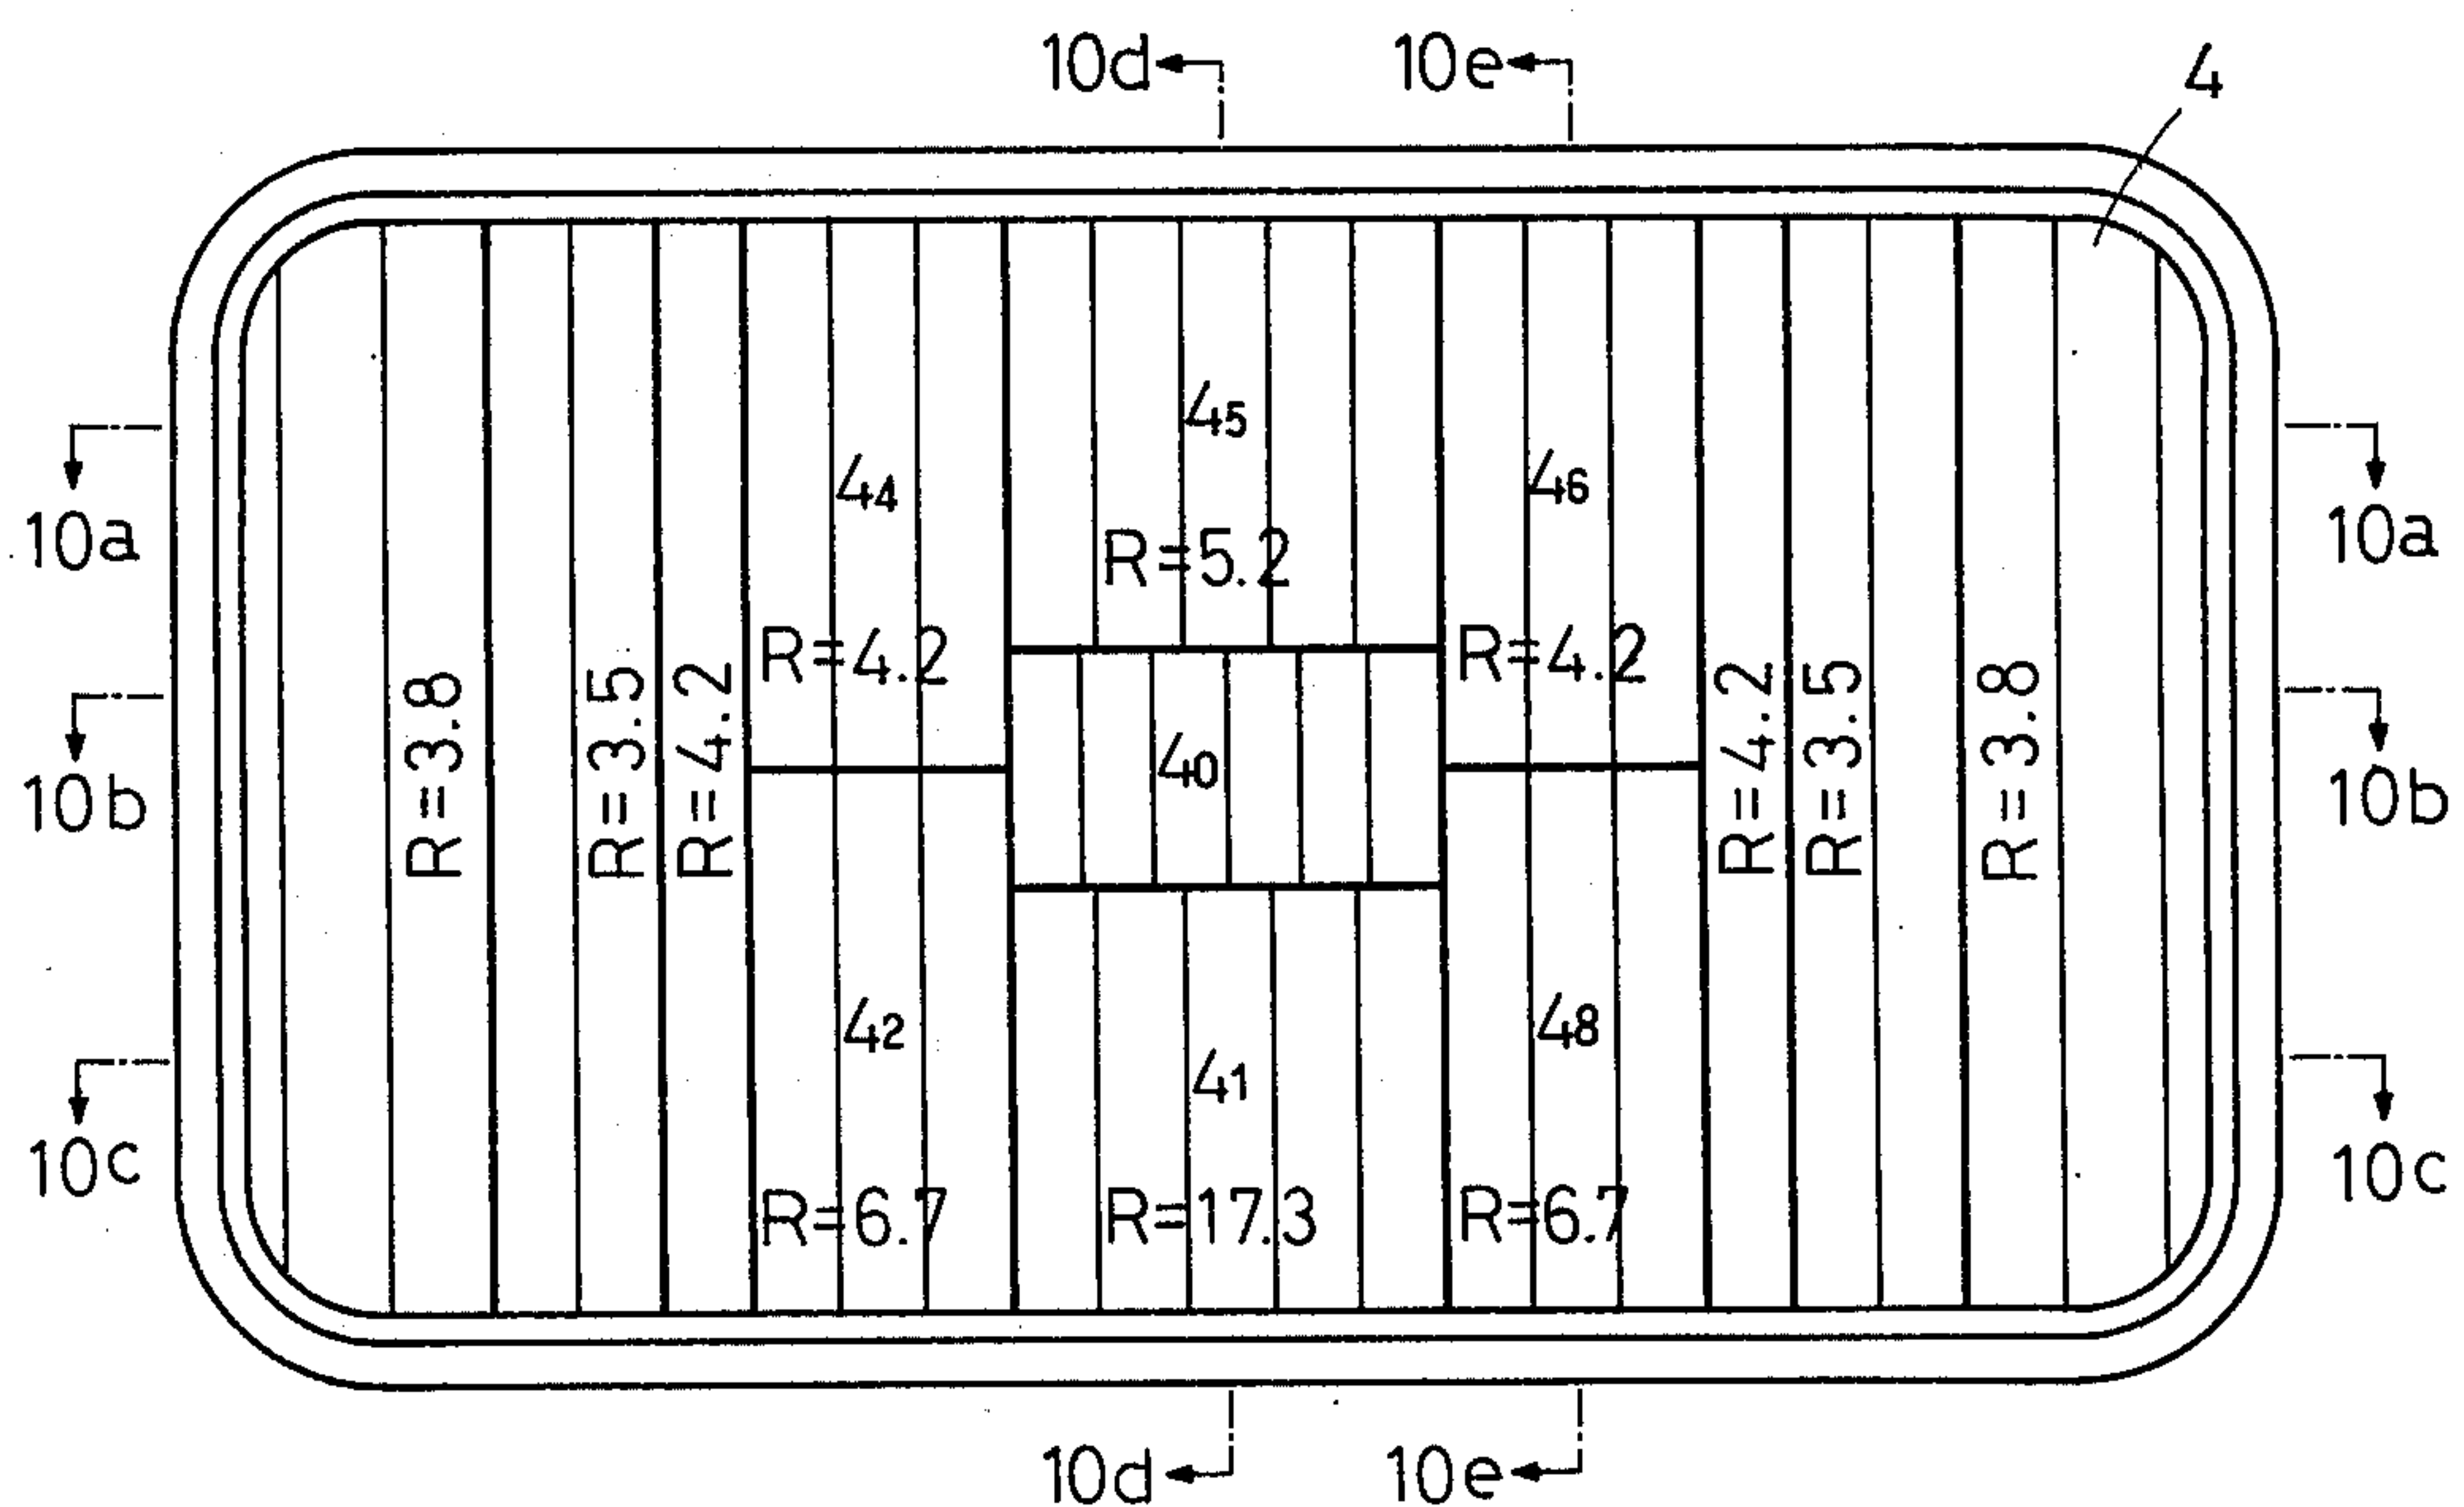 10d 10e 4
45
44 46
10a 10a
R=5.2
R=4.2 R=4.2
R=3.8 R=3.5 R=4.2 R=4.2 R=3.5 R=3.8
40
10b 10b
42 48
41
10c 10c
R=6.7 R=17.3 R=6.7
10d 10e